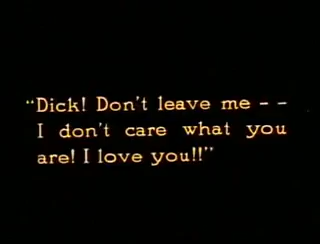 "Dick! Don't leave me - -
I don't care what you
are! I love you!!"